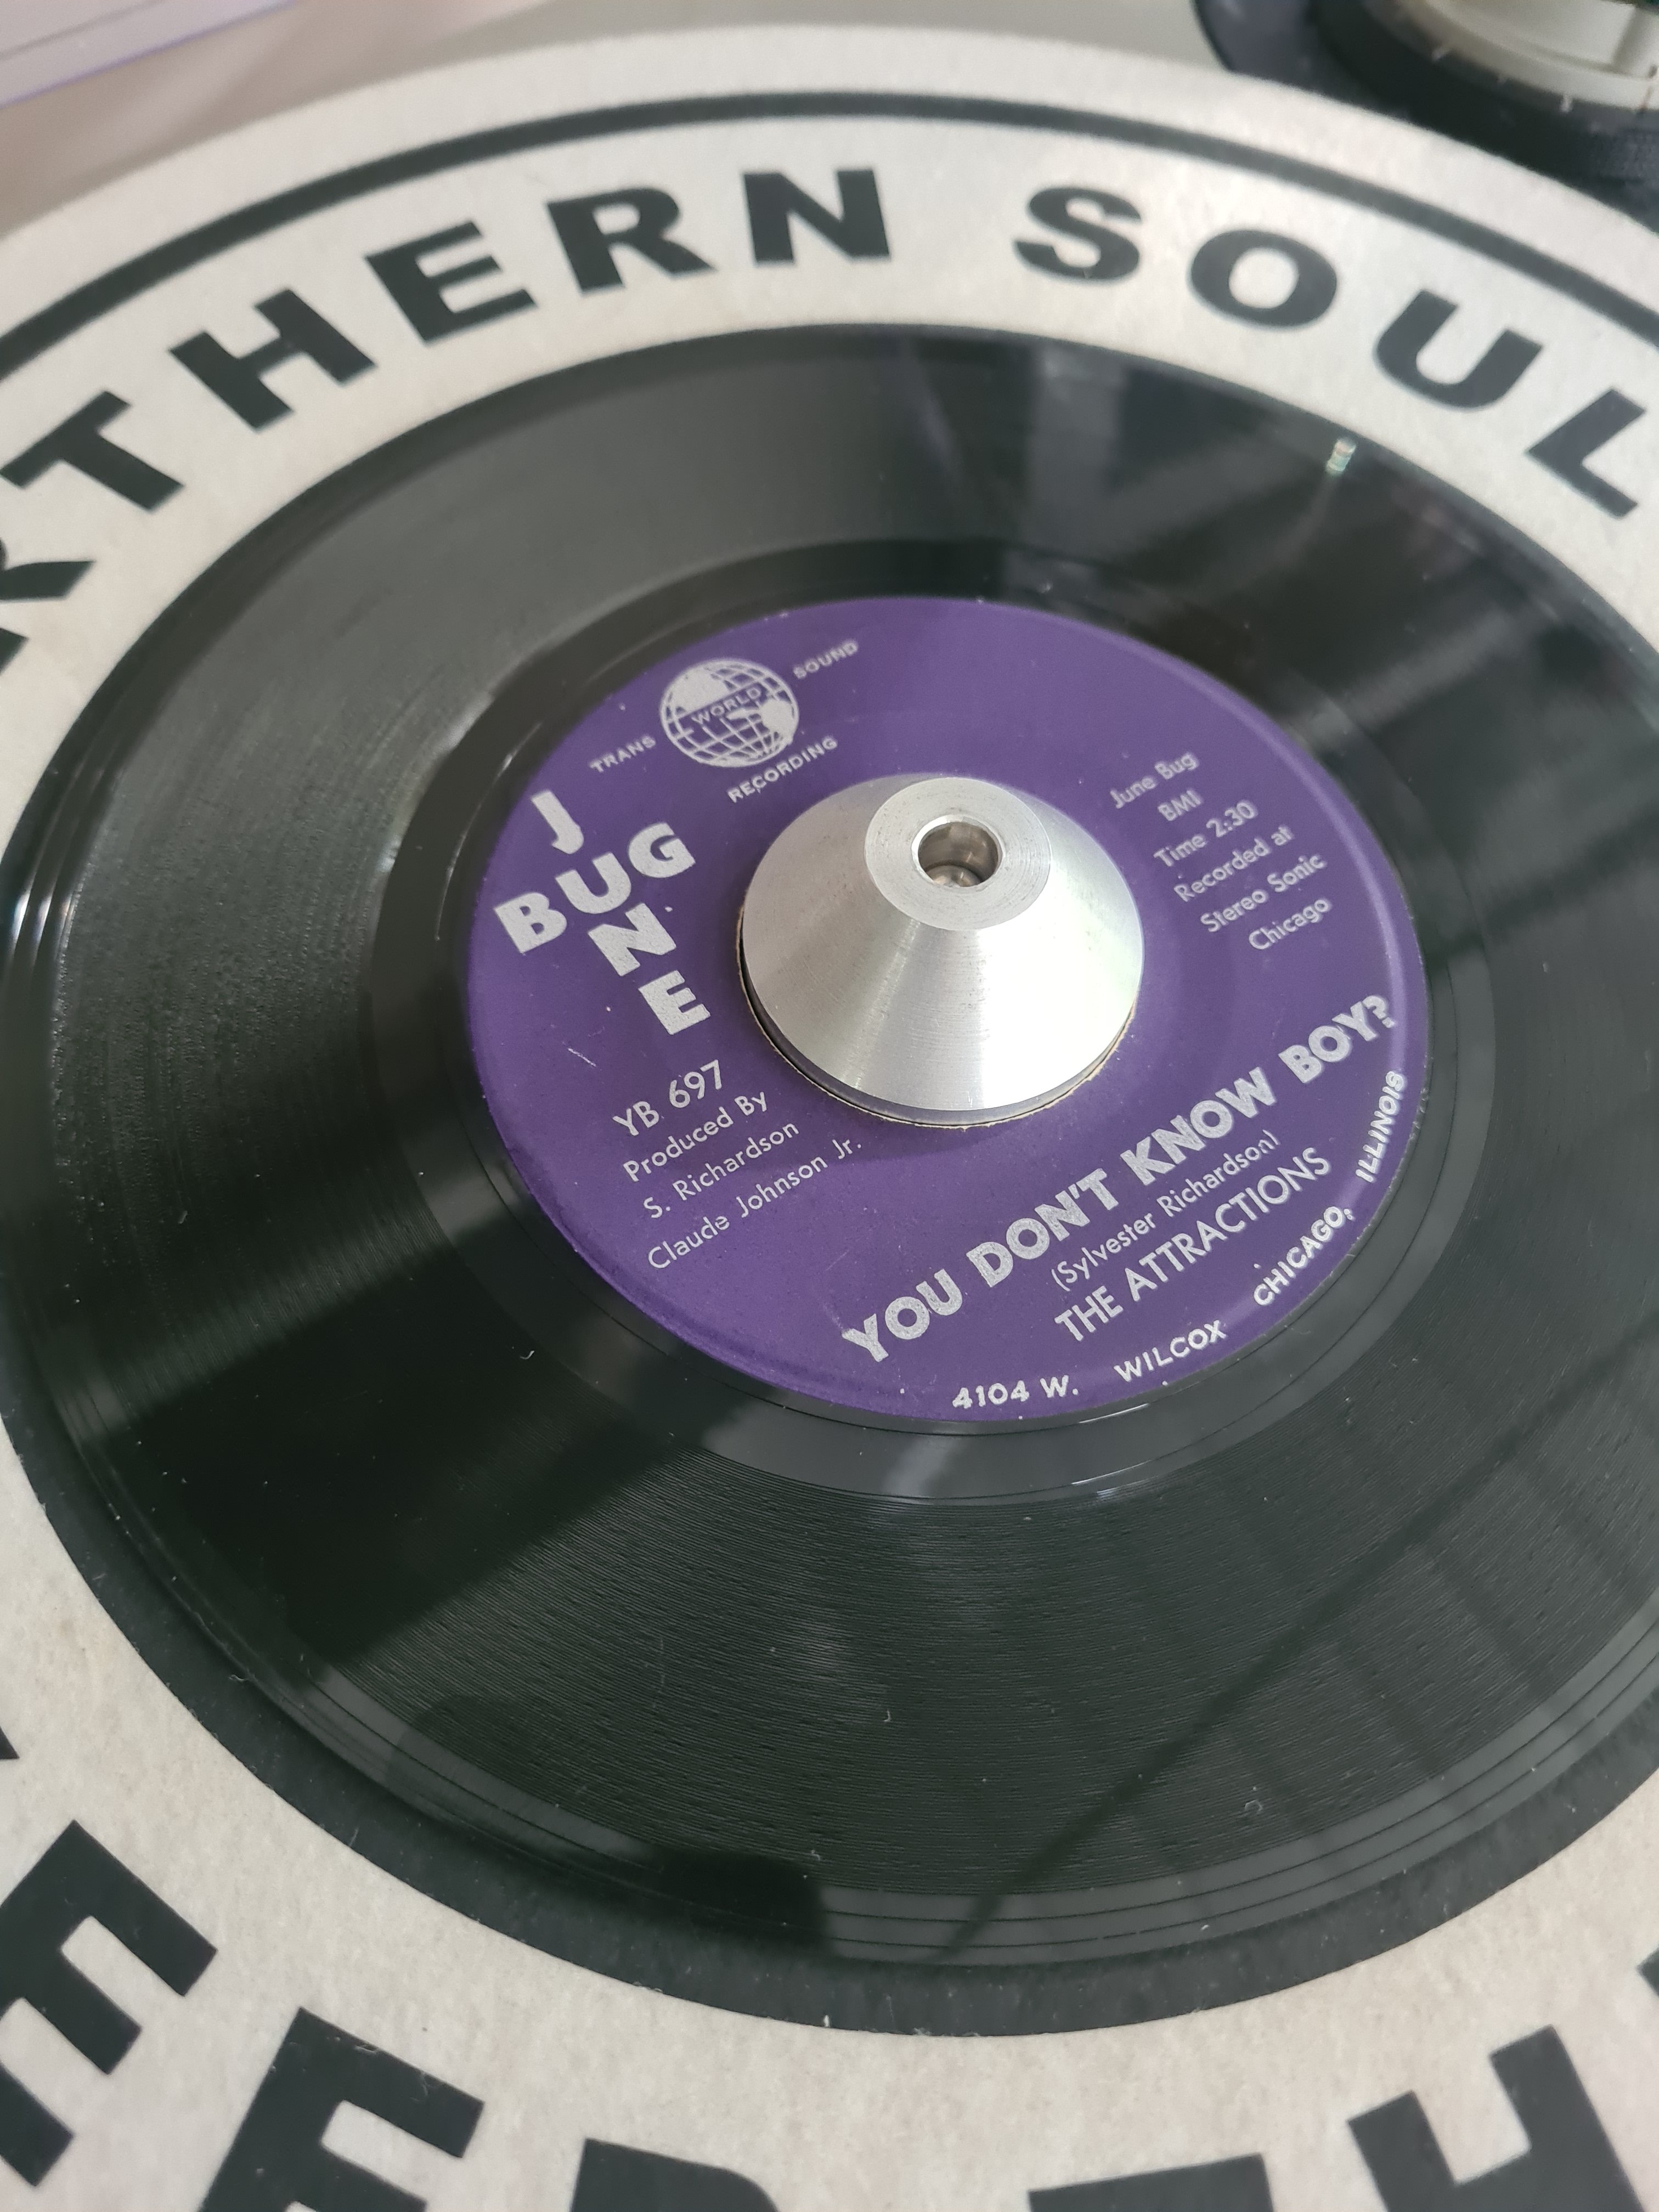 RTHERN SOUL
TRANS WORLD SOUND
RECORDING
J
BUG
N
E
YB 697
Produced By
S. Richardson
Claude Johnson Jr.
June Bug
BMI
Time 2:30
Recorded at
Stereo Sonic
Chicago
YOU DON'T KNOW BOY?
(Sylvester Richardson)
THE ATTRACTIONS
4104 W. WILCOX CHICAGO, ILLINOIS